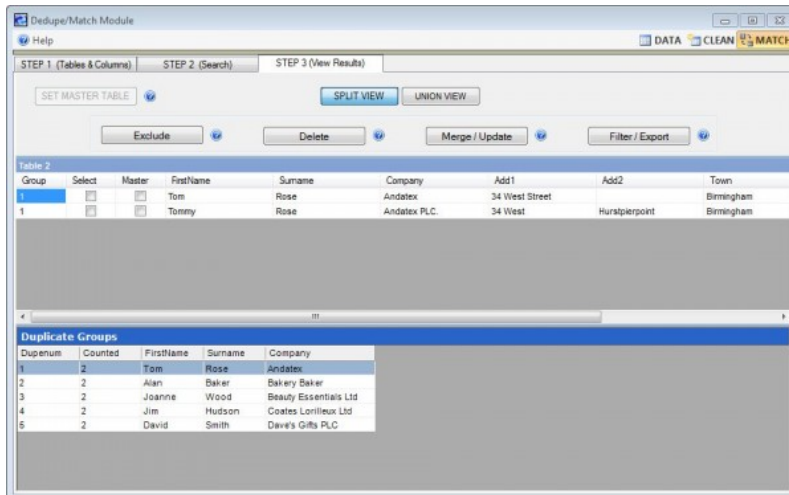 Dedupe/Match Module
Help DATA CLEAN MATCH
STEP 1 (Tables & Columns) STEP 2 (Search) STEP 3 (View Results)
SET MASTER TABLE SPLIT VIEW UNION VIEW
Exclude Delete Merge / Update Filter / Export
Table 2
Group Select Master FirstName Surname Company Add1 Add2 Town
1 Tom Rose Andatex 34 West Street Birmingham
1 Tommy Rose Andatex PLC. 34 West Hurstpierpoint Birmingham
Duplicate Groups
Dupenum Counted FirstName Surname Company
1 2 Tom Rose Andatex
2 2 Alan Baker Bakery Baker
3 2 Joanne Wood Beauty Essentials Ltd
4 2 Jim Hudson Coates Lorilleux Ltd
5 2 David Smith Dave's Gifts PLC